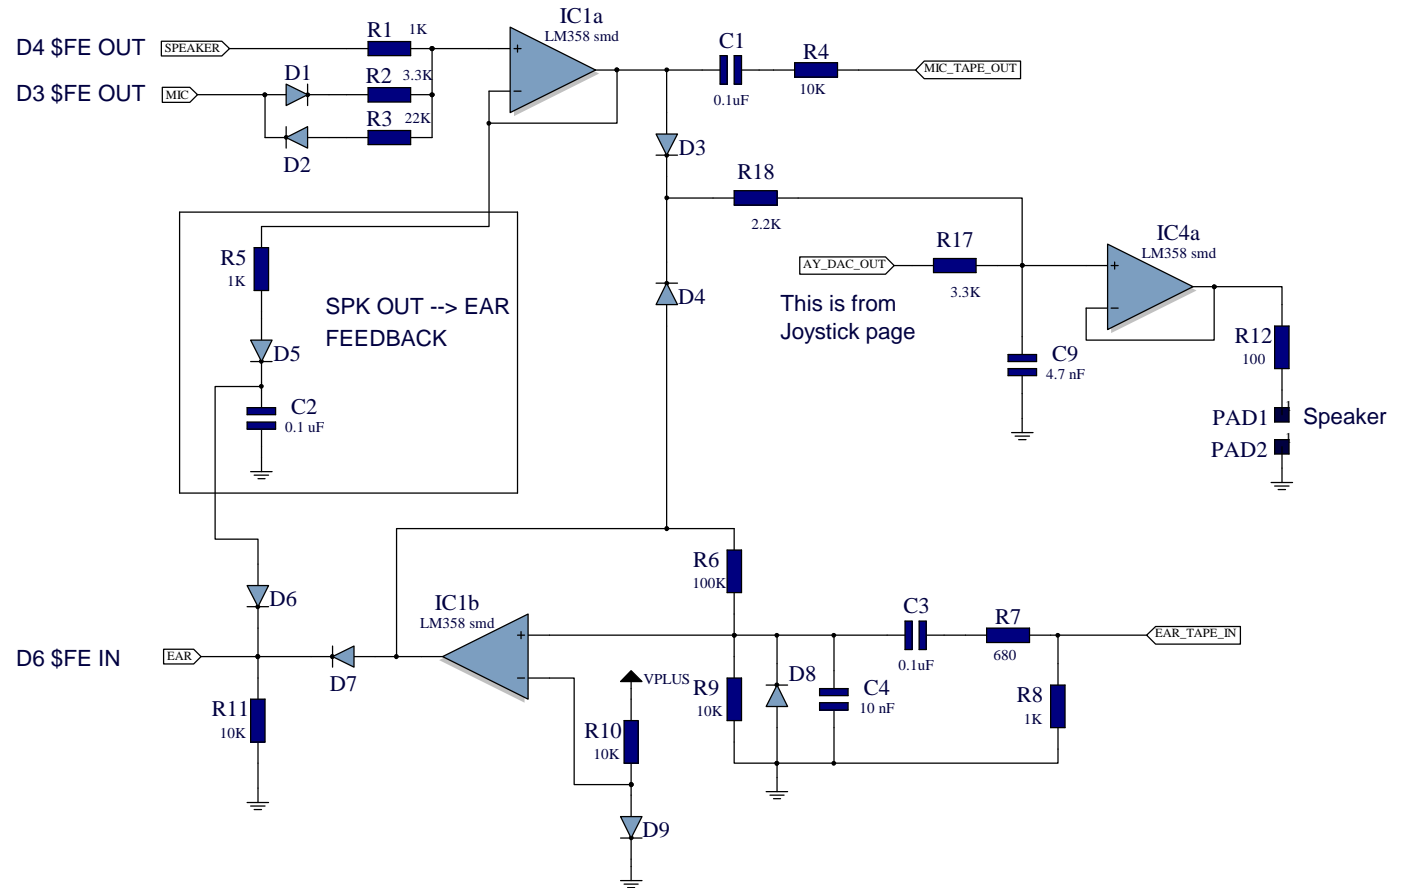 IC1a
LM358 smd
R1 1K
D4 $FE OUT
SPEAKER
C1
0.1uF
R4
10K
MIC_TAPE_OUT
D1
R2 3.3K
D3 $FE OUT
MIC
R3 22K
D2
D3
R18
2.2K
IC4a
LM358 smd
R17
3.3K
AY_DAC_OUT
This is from
Joystick page
R5
1K
SPK OUT --> EAR
FEEDBACK
D4
D5
C9
4.7 nF
R12
100
C2
0.1 uF
PAD1
Speaker
PAD2
R6
100K
D6
IC1b
LM358 smd
C3
0.1uF
R7
680
EAR_TAPE_IN
D6 $FE IN
EAR
D7
VPLUS
R9
10K
D8
C4
10 nF
R8
1K
R11
10K
R10
10K
D9